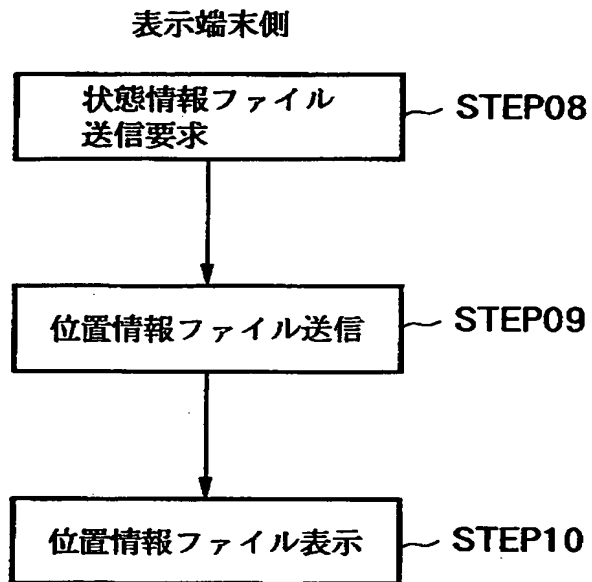 表示端末側
状態情報ファイル
送信要求
STEP08
位置情報ファイル送信
STEP09
位置情報ファイル表示
STEP10